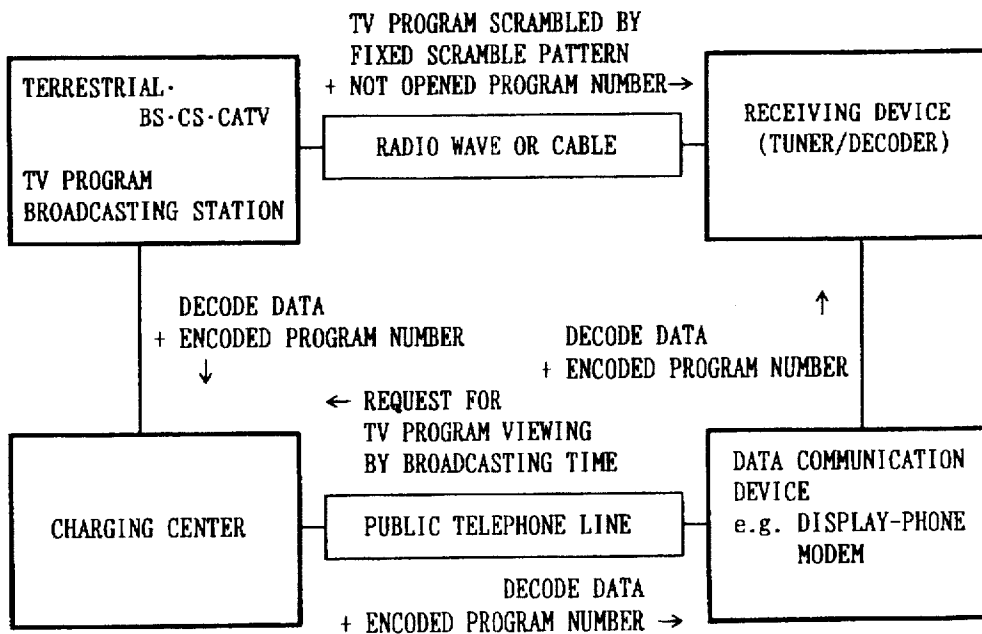 TV PROGRAM SCRAMBLED BY
FIXED SCRAMBLE PATTERN
+ NOT OPENED PROGRAM NUMBER→
TERRESTRIAL·
BS·CS·CATV
TV PROGRAM
BROADCASTING STATION
RADIO WAVE OR CABLE
RECEIVING DEVICE
(TUNER/DECODER)
DECODE DATA
+ ENCODED PROGRAM NUMBER
↓
↑
DECODE DATA
+ ENCODED PROGRAM NUMBER
← REQUEST FOR
TV PROGRAM VIEWING
BY BROADCASTING TIME
CHARGING CENTER
PUBLIC TELEPHONE LINE
DATA COMMUNICATION
DEVICE
e.g. DISPLAY-PHONE
MODEM
DECODE DATA
+ ENCODED PROGRAM NUMBER →